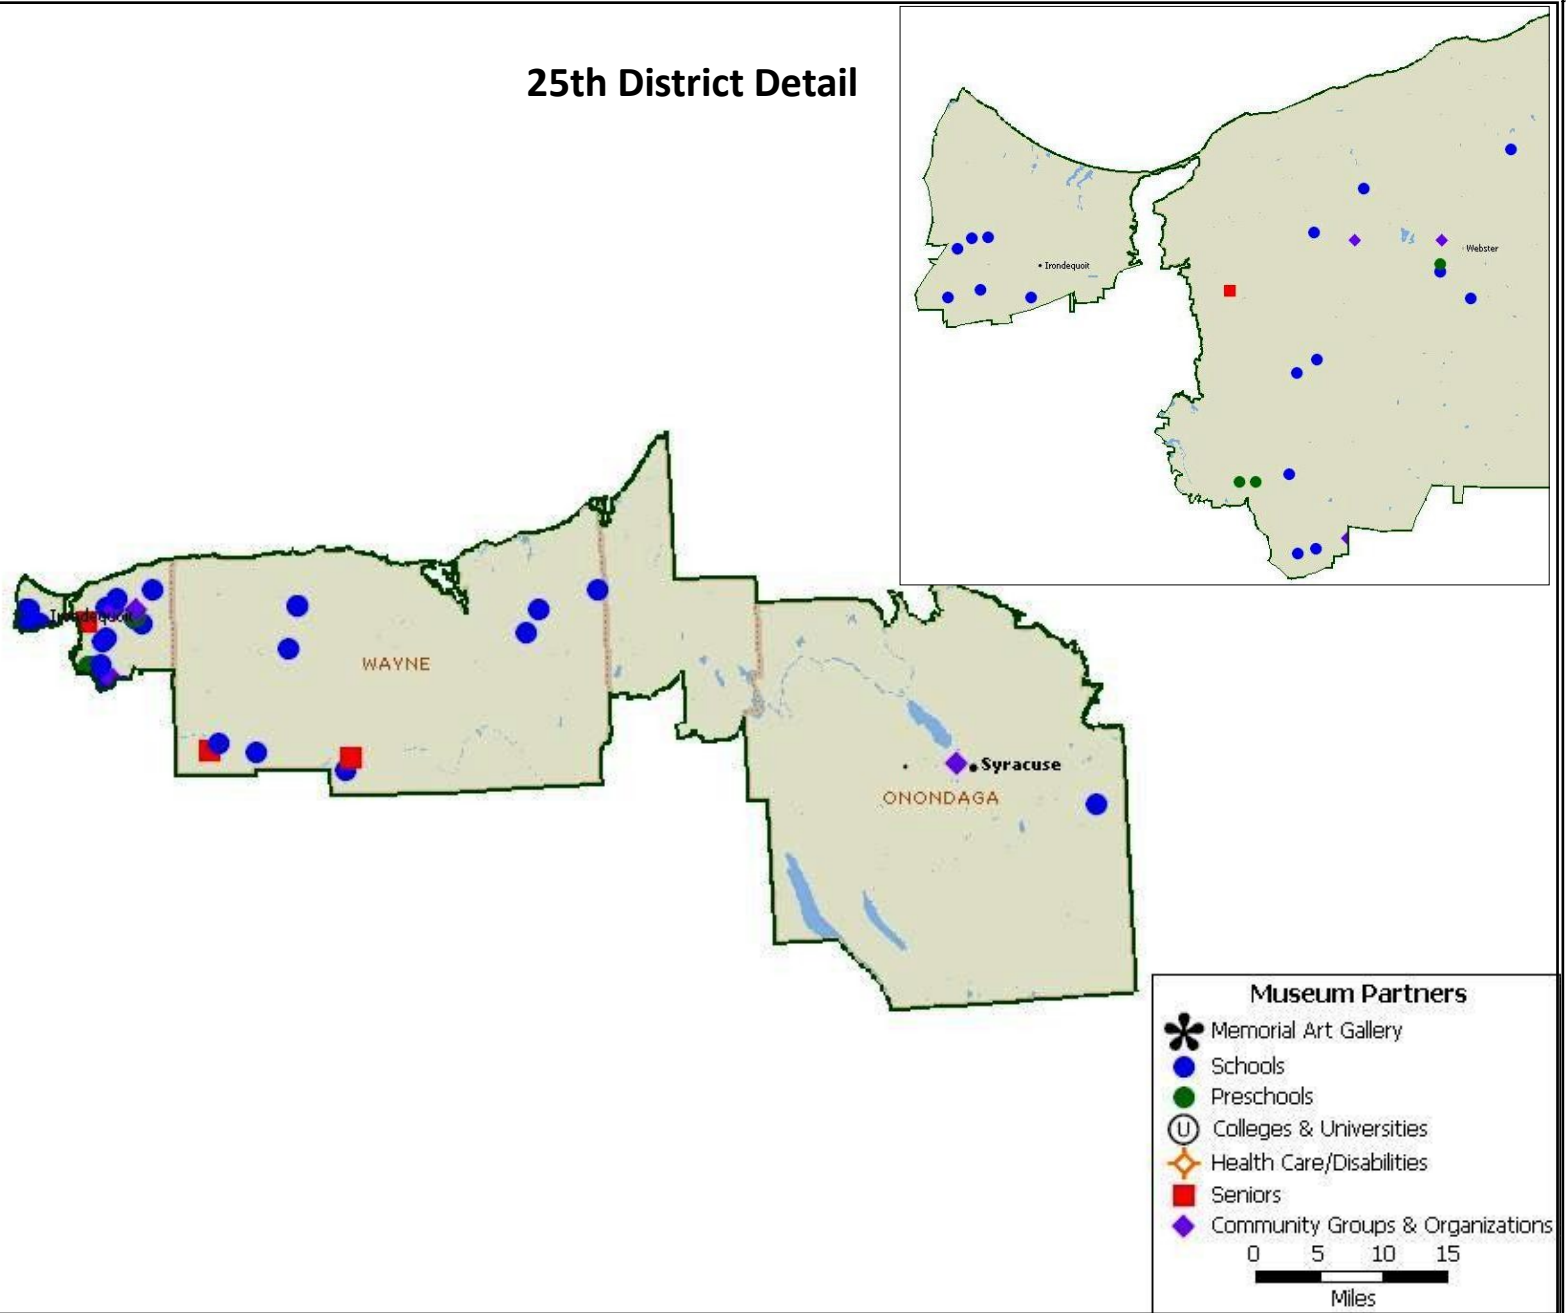 25th District Detail
Irondequoit
Webster
Irondequoit
WAYNE
Syracuse
ONONDAGA
Museum Partners
Memorial Art Gallery
Schools
Preschools
U Colleges & Universities
Health Care/Disabilities
Seniors
Community Groups & Organizations
0 5 10 15
Miles